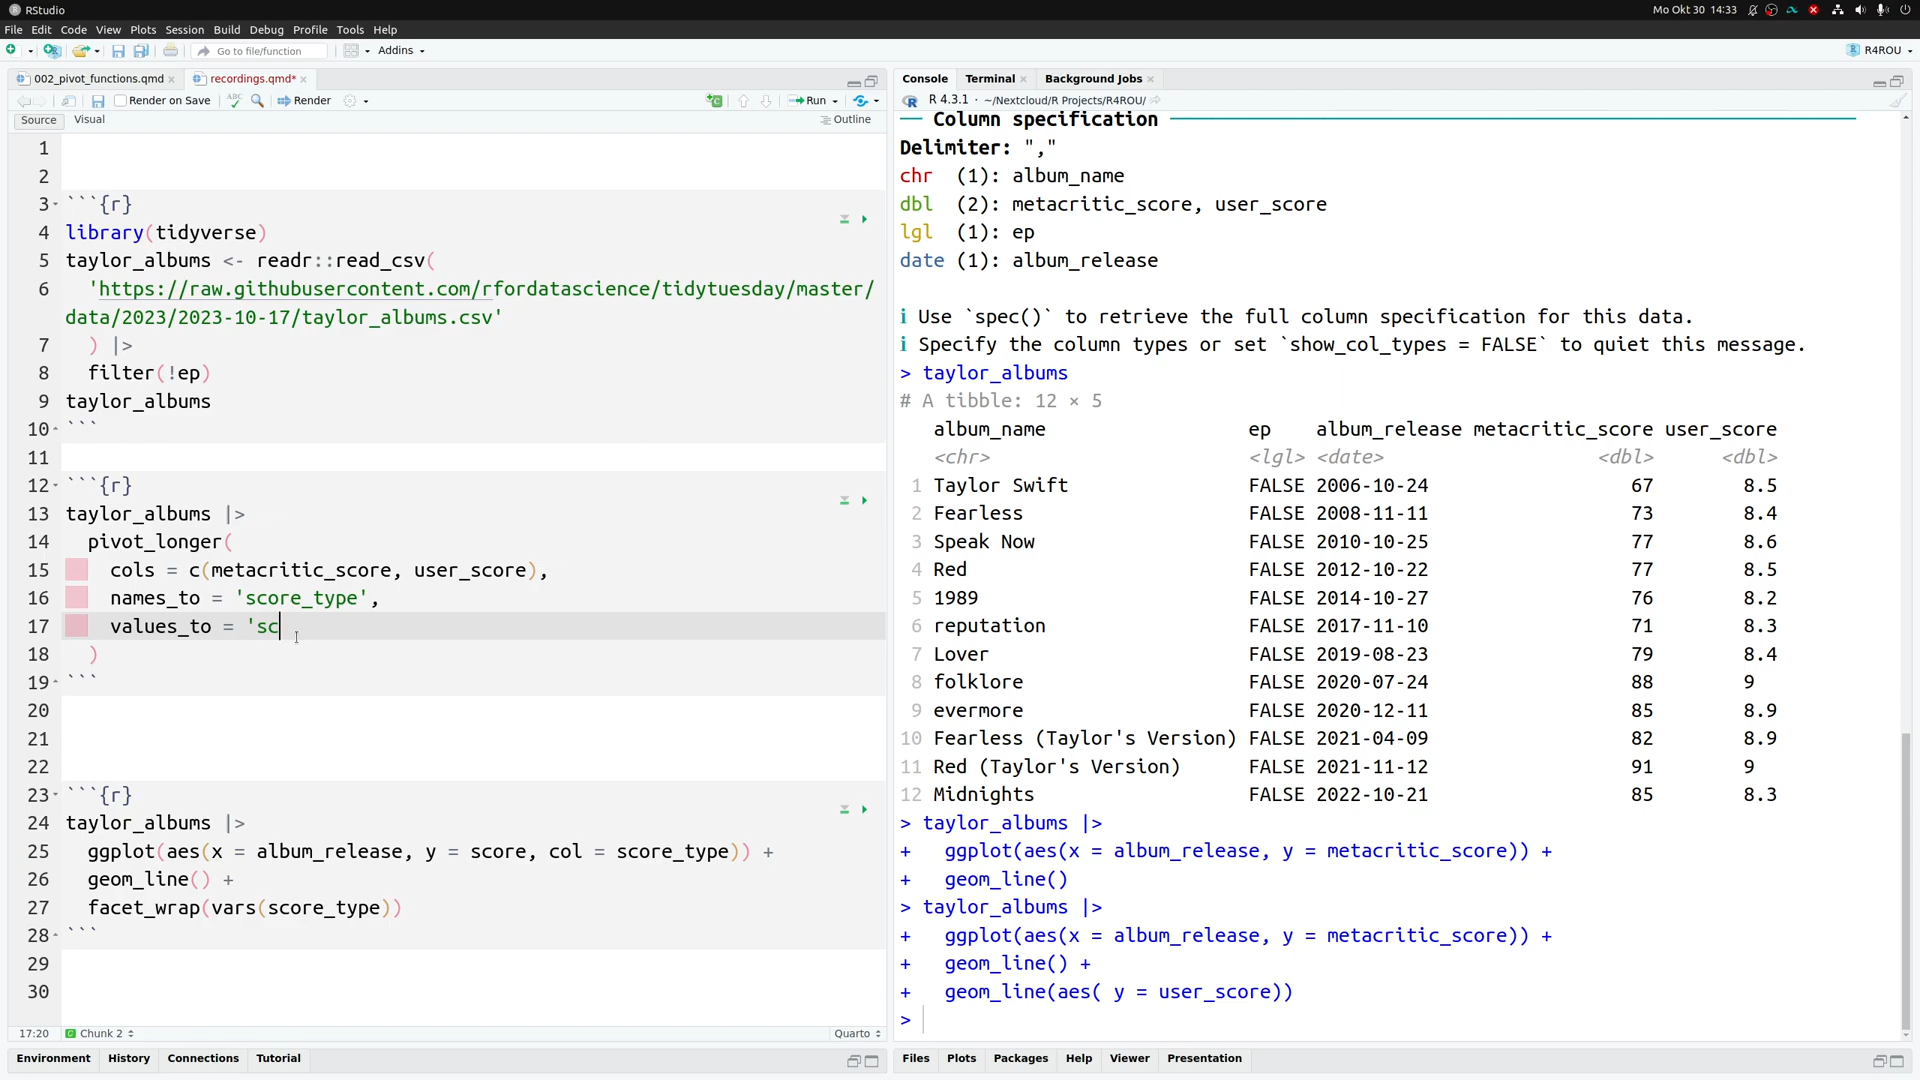 RStudio
Mo Okt 30 14:33
File Edit Code View Plots Session Build Debug Profile Tools Help
Go to file/function
Addins
R4ROU
002_pivot_functions.qmd
recordings.qmd*
Render on Save
ABC
Render
Run
Source
Visual
Outline
1
2
3 ```{r}
4 library(tidyverse)
5 taylor_albums <- readr::read_csv(
6   'https://raw.githubusercontent.com/rfordatascience/tidytuesday/master/
data/2023/2023-10-17/taylor_albums.csv'
7   ) |>
8   filter(!ep)
9 taylor_albums
10 ```
11
12 ```{r}
13 taylor_albums |>
14   pivot_longer(
15     cols = c(metacritic_score, user_score),
16     names_to = 'score_type',
17     values_to = 'sc
18   )
19 ```
20
21
22
23 ```{r}
24 taylor_albums |>
25   ggplot(aes(x = album_release, y = score, col = score_type)) +
26   geom_line() +
27   facet_wrap(vars(score_type))
28 ```
29
30
17:20
Chunk 2
Quarto
Environment History Connections Tutorial
Console Terminal Background Jobs
R 4.3.1 · ~/Nextcloud/R Projects/R4ROU/
── Column specification ──
Delimiter: ","
chr (1): album_name
dbl (2): metacritic_score, user_score
lgl (1): ep
date (1): album_release
ℹ Use `spec()` to retrieve the full column specification for this data.
ℹ Specify the column types or set `show_col_types = FALSE` to quiet this message.
> taylor_albums
# A tibble: 12 × 5
album_name ep album_release metacritic_score user_score
<chr> <lgl> <date> <dbl> <dbl>
1 Taylor Swift FALSE 2006-10-24 67 8.5
2 Fearless FALSE 2008-11-11 73 8.4
3 Speak Now FALSE 2010-10-25 77 8.6
4 Red FALSE 2012-10-22 77 8.5
5 1989 FALSE 2014-10-27 76 8.2
6 reputation FALSE 2017-11-10 71 8.3
7 Lover FALSE 2019-08-23 79 8.4
8 folklore FALSE 2020-07-24 88 9
9 evermore FALSE 2020-12-11 85 8.9
10 Fearless (Taylor's Version) FALSE 2021-04-09 82 8.9
11 Red (Taylor's Version) FALSE 2021-11-12 91 9
12 Midnights FALSE 2022-10-21 85 8.3
> taylor_albums |>
+   ggplot(aes(x = album_release, y = metacritic_score)) +
+   geom_line()
> taylor_albums |>
+   ggplot(aes(x = album_release, y = metacritic_score)) +
+   geom_line() +
+   geom_line(aes( y = user_score))
>
Files Plots Packages Help Viewer Presentation